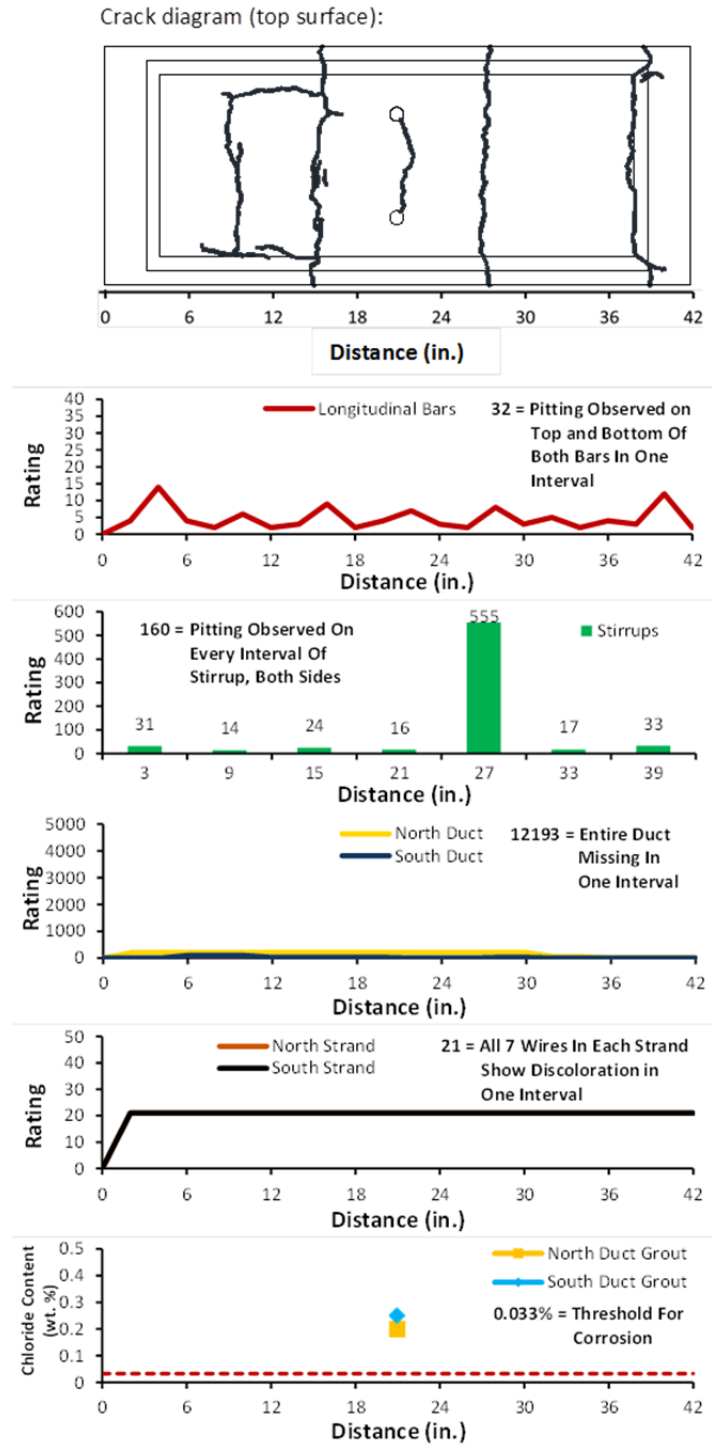 Crack diagram (top surface):
0 6 12 18 24 30 36 42
Distance (in.)
40
35
30
25
20
15
10
5
0
Rating
Longitudinal Bars
32 = Pitting Observed on
Top and Bottom Of
Both Bars In One
Interval
0 6 12 18 24 30 36 42
Distance (in.)
600
500
400
300
200
100
0
Rating
160 = Pitting Observed On
Every Interval Of
Stirrup, Both Sides
Stirrups
31 14 24 16 555 17 33
3 9 15 21 27 33 39
Distance (in.)
5000
4000
3000
2000
1000
0
Rating
North Duct
South Duct
12193 = Entire Duct
Missing In
One Interval
0 6 12 18 24 30 36 42
Distance (in.)
50
40
30
20
10
0
Rating
North Strand
South Strand
21 = All 7 Wires In Each Strand
Show Discoloration in
One Interval
0 6 12 18 24 30 36 42
Distance (in.)
0.5
0.4
0.3
0.2
0.1
0
Chloride Content
(wt. %)
North Duct Grout
South Duct Grout
0.033% = Threshold For
Corrosion
0 6 12 18 24 30 36 42
Distance (in.)